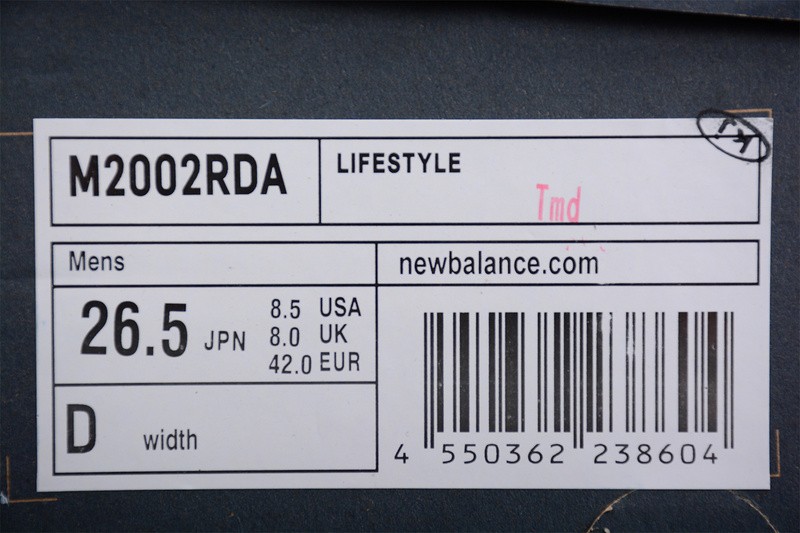 M2002RDA
LIFESTYLE
kj
Tmd
Mens
newbalance.com
26.5 JPN
8.5 USA
8.0 UK
42.0 EUR
D width
4 550362 238604